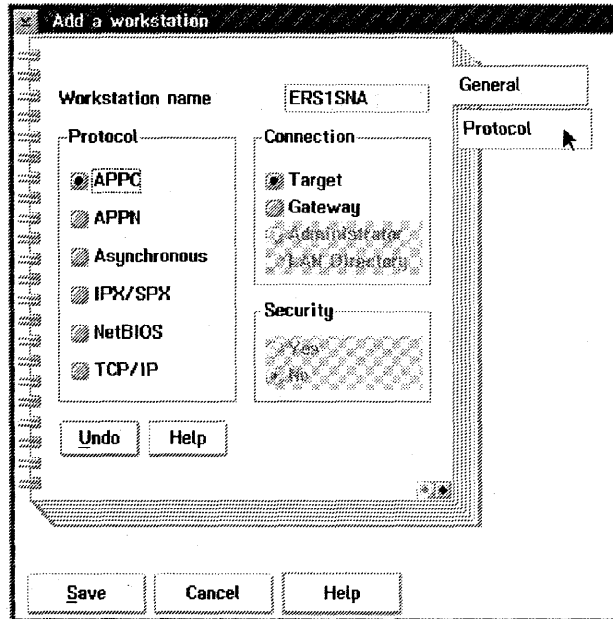 Add a workstation
General
Protocol
Workstation name ERS1SNA
Protocol
APPC
APPN
Asynchronous
IPX/SPX
NetBIOS
TCP/IP
Connection
Target
Gateway
Administrator
LAN Directory
Security
Yes
No
Undo Help
Save Cancel Help